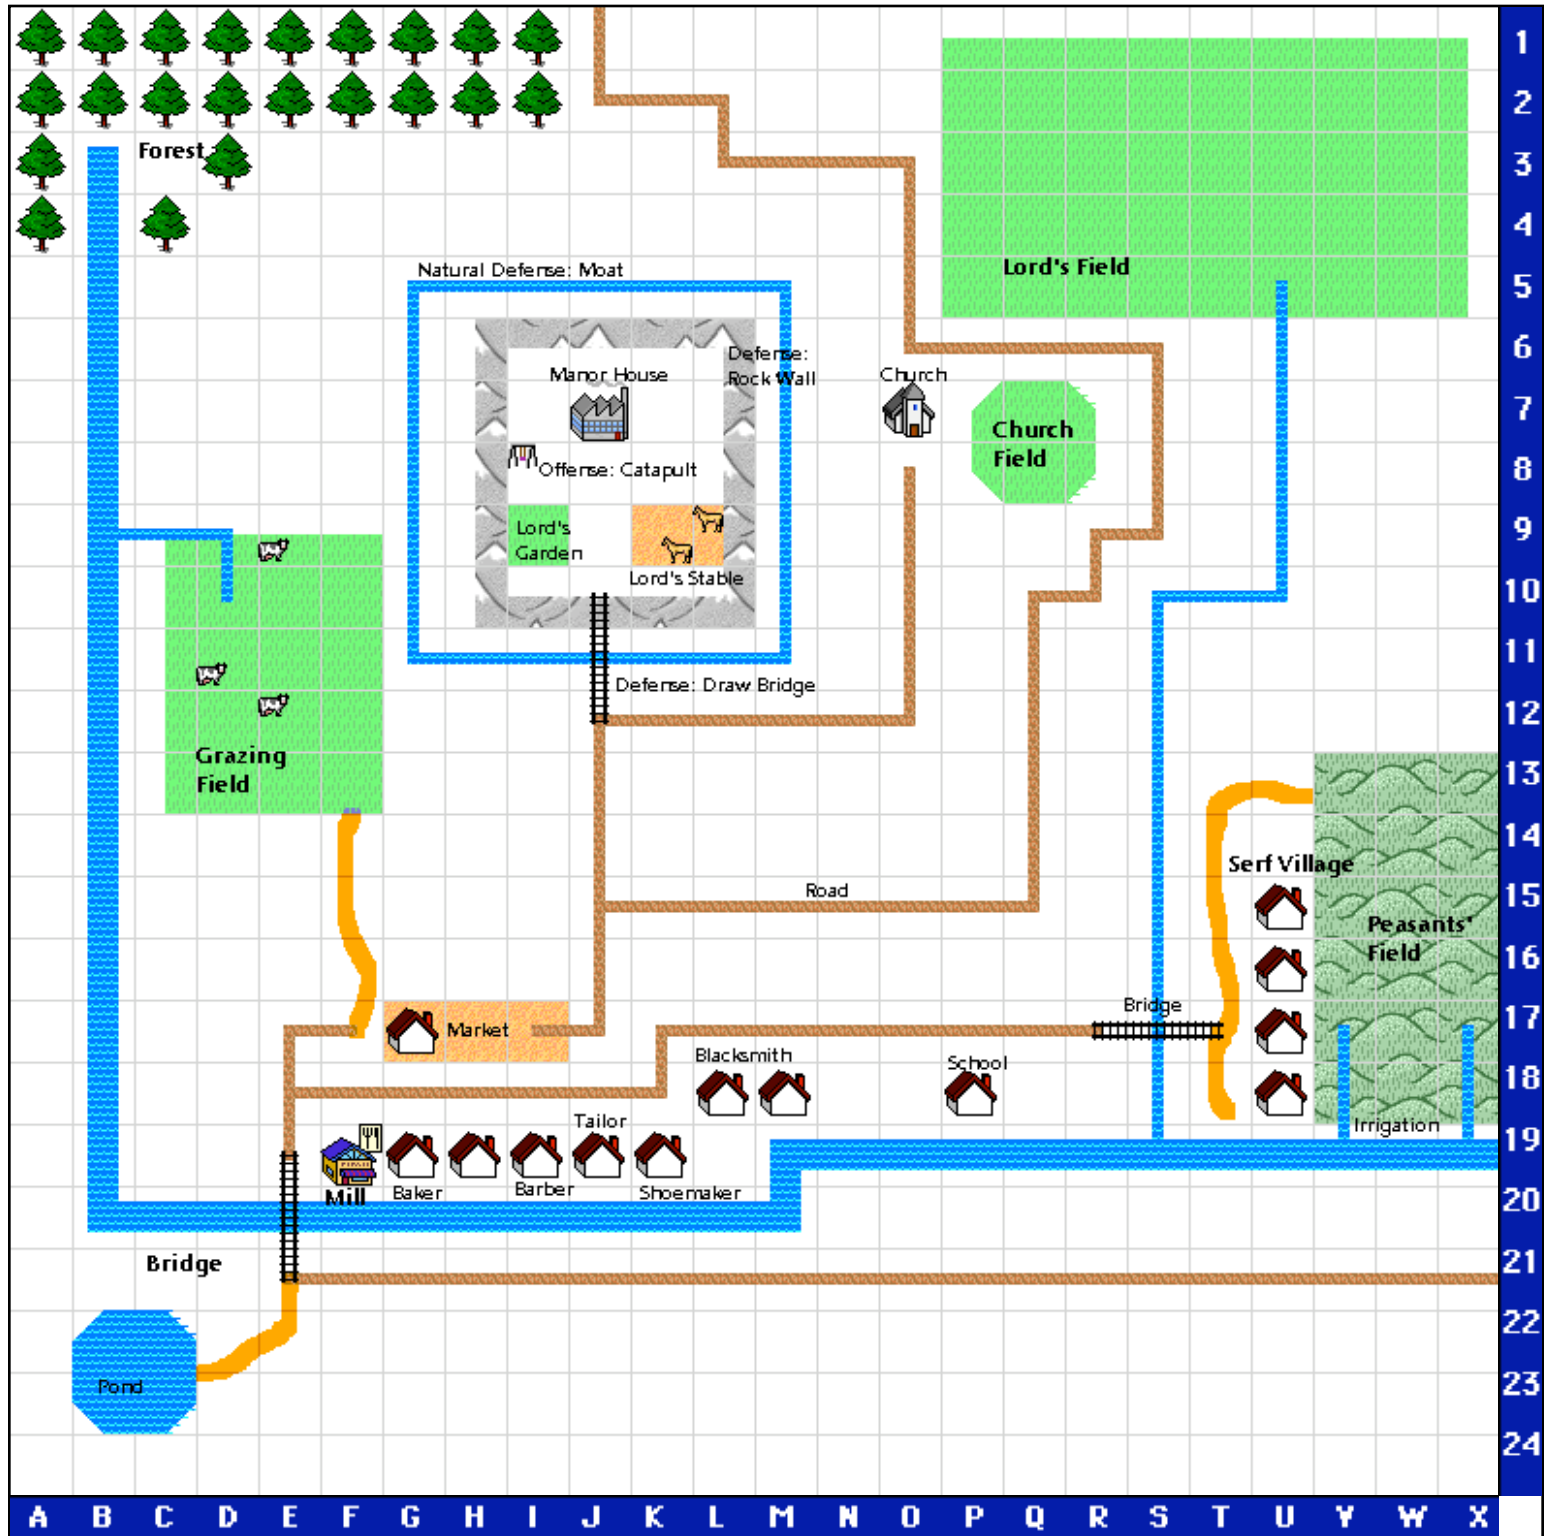 1
2
Forest
3
4
Lord's Field
Natural Defense: Moat
5
6
Defense:
Rock Wall
Manor House
Church
7
Church
Field
Offense: Catapult
8
Lord's
Garden
9
Lord's Stable
10
11
Defense: Draw Bridge
12
Grazing
Field
13
14
Serf Village
Road
15
Peasants'
Field
16
Bridge
17
Market
Blacksmith
School
18
Tailor
Irrigation
19
Mill
Baker
Barber
Shoemaker
20
Bridge
21
22
Pond
23
24
A B C D E F G H I J K L M N O P Q R S T U V W X